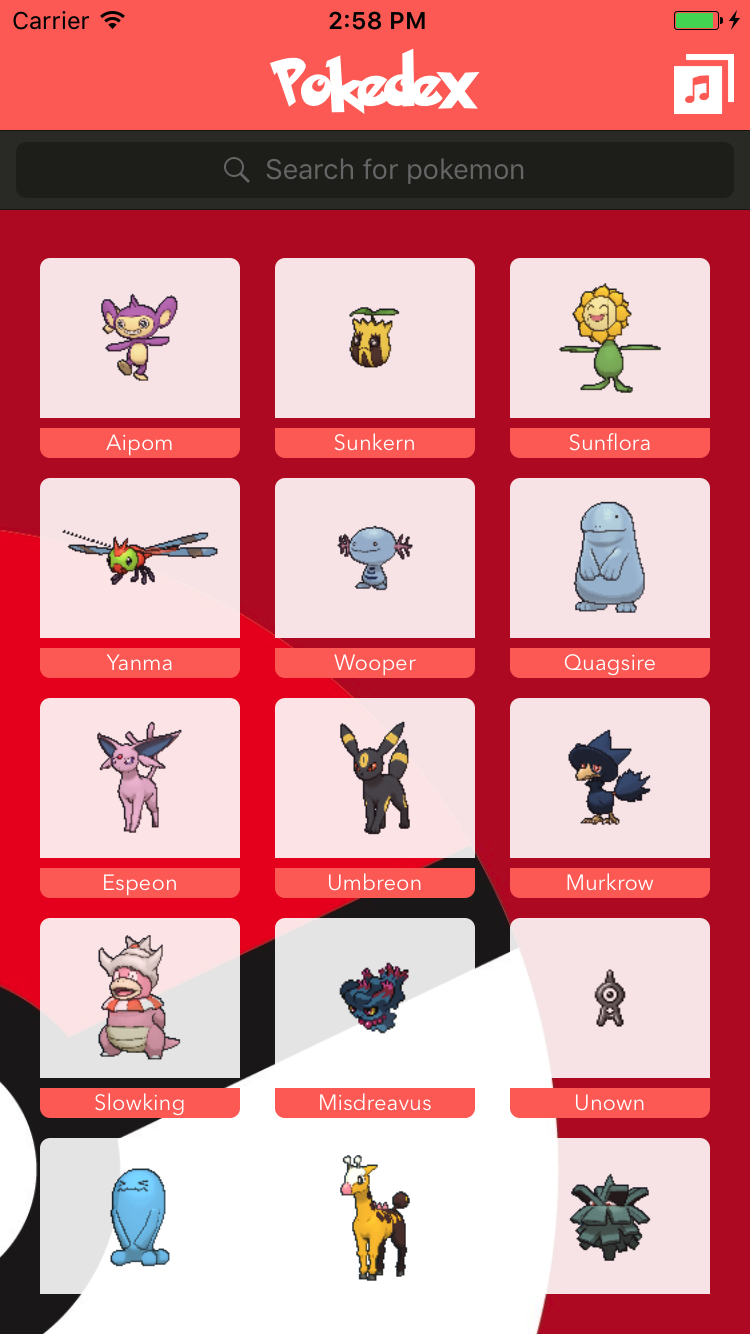 Carrier 2:58 PM
Pokedex
Search for pokemon
Aipom Sunkern Sunflora
Yanma Wooper Quagsire
Espeon Umbreon Murkrow
Slowking Misdreavus Unown